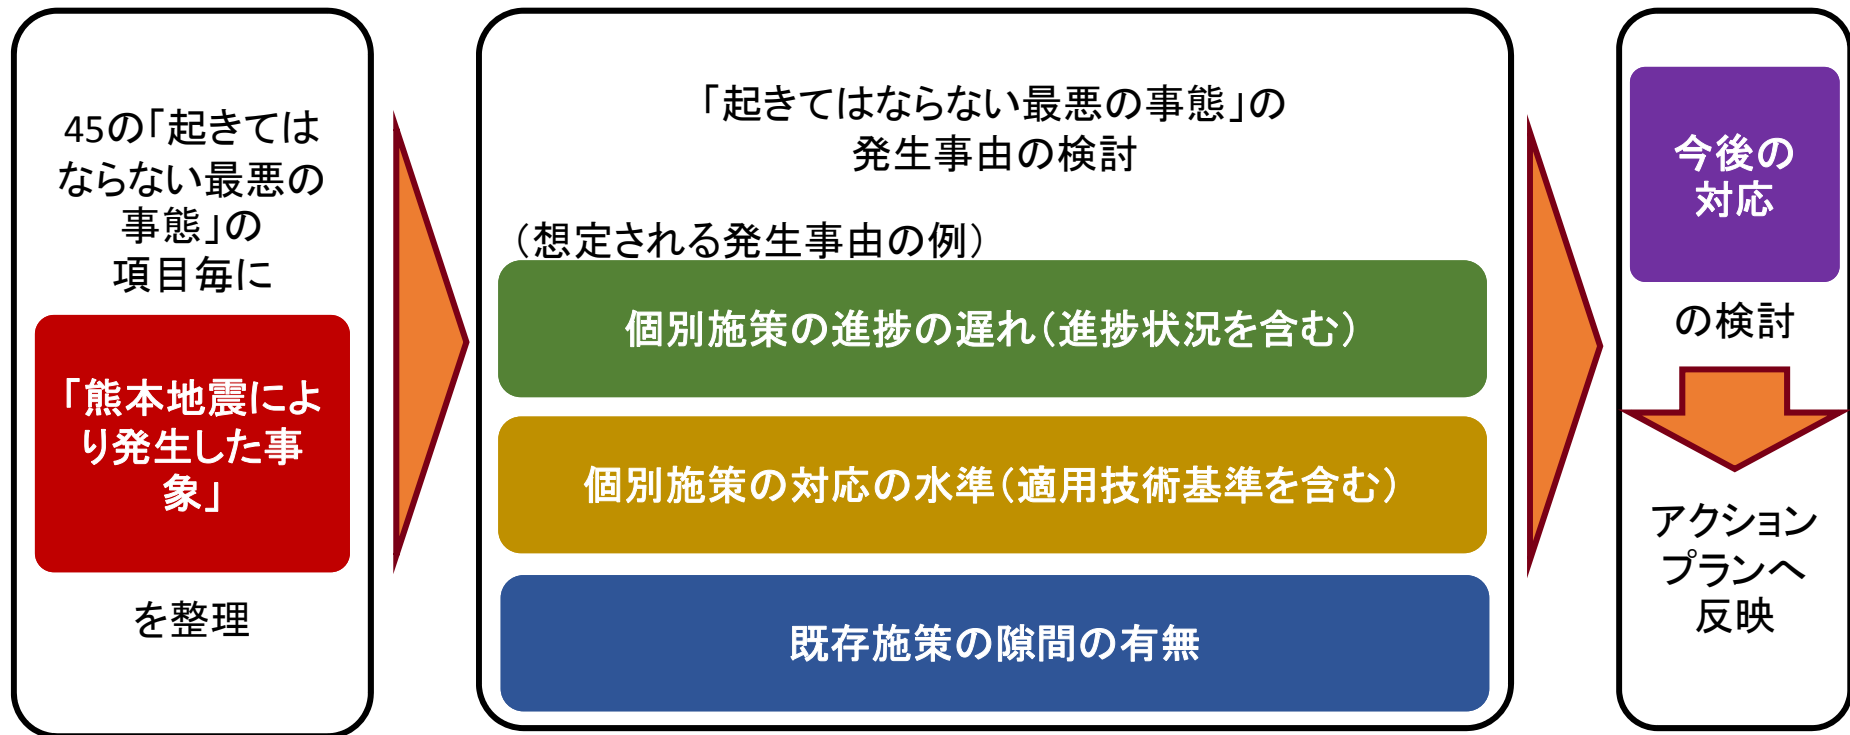 45の「起きては
ならない最悪の
事態」の
項目毎に
「熊本地震によ
り発生した事
象」
を整理
「起きてはならない最悪の事態」の
発生事由の検討
（想定される発生事由の例）
個別施策の進捗の遅れ（進捗状況を含む）
個別施策の対応の水準（適用技術基準を含む）
既存施策の隙間の有無
今後の
対応
の検討
アクション
プランへ
反映